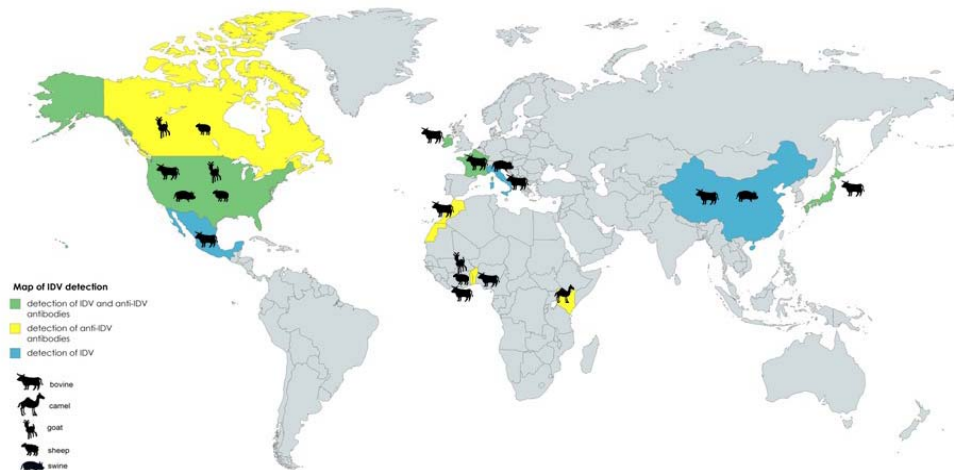 Map of IDV detection
detection of IDV and anti-IDV
antibodies
detection of anti-IDV
antibodies
detection of IDV
bovine
camel
goat
sheep
swine